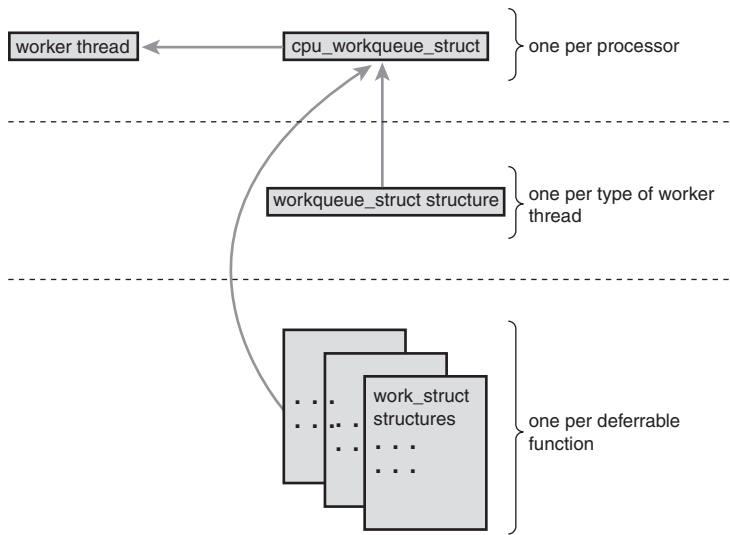 worker thread
cpu_workqueue_struct
one per processor
workqueue_struct structure
one per type of worker
thread
work_struct
structures
. . .
. . .
. . .
. . .
. . .
. . .
one per deferrable
function